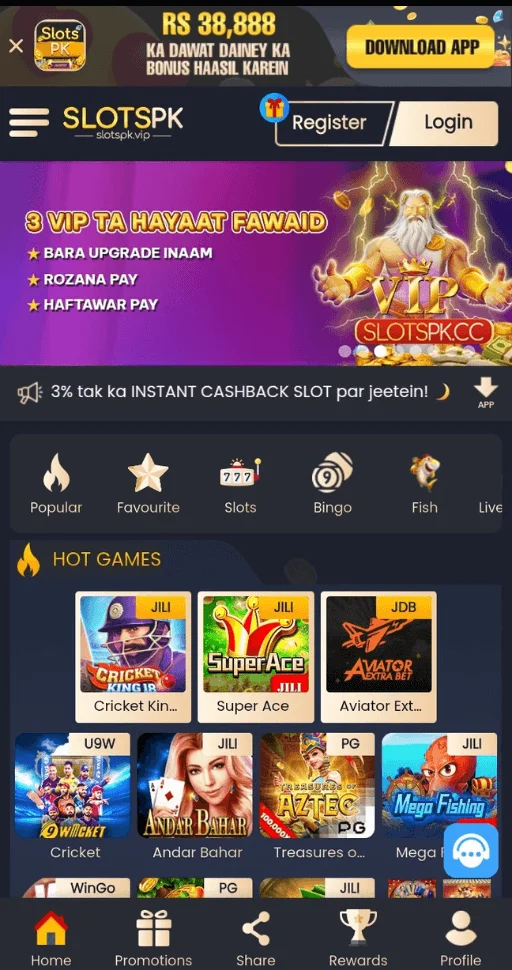 RS 38,888
KA DAWAT DAINEY KA
BONUS HAASIL KAREIN
Slots
PK
DOWNLOAD APP
SLOTSPK
slotspk.vip
Register
Login
3 VIP TA HAYAAT FAWAID
BARA UPGRADE INAAM
ROZANA PAY
HAFTAWAR PAY
VIP
SLOTSPK.CC
3% tak ka INSTANT CASHBACK SLOT par jeetein!
APP
777
9
Popular
Favourite
Slots
Bingo
Fish
Live
HOT GAMES
JILI
JILI
JDB
CRICKET
KING 18
SuperAce
JILI
AVIATOR
EXTRA BET
Cricket Kin...
Super Ace
Aviator Ext...
U9W
JILI
PG
JILI
9WICKET
ANDAR BAHAR
TREASURES OF
AZTEC
100,000X
PG
Mega Fishing
Cricket
Andar Bahar
Treasures o...
Mega F
WinGo
PG
JILI
Home
Promotions
Share
Rewards
Profile